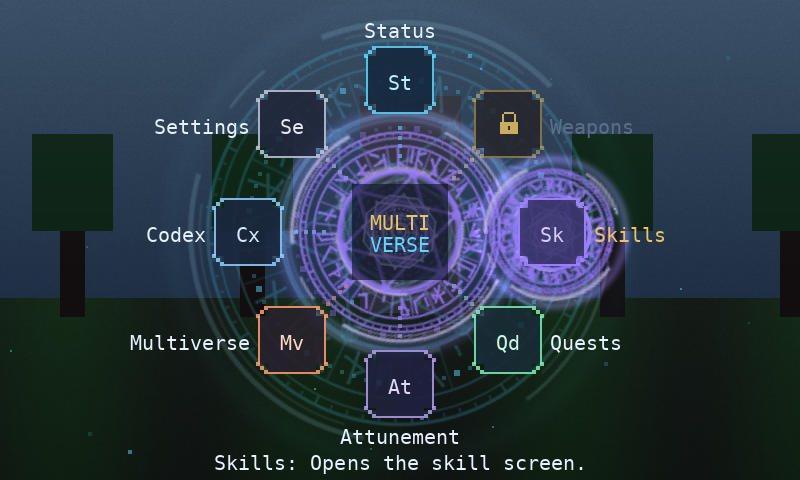 Status
St
Settings
Se
Weapons
Codex
Cx
MULTI
VERSE
Sk
Skills
Multiverse
Mv
Qd
Quests
At
Attunement
Skills: Opens the skill screen.